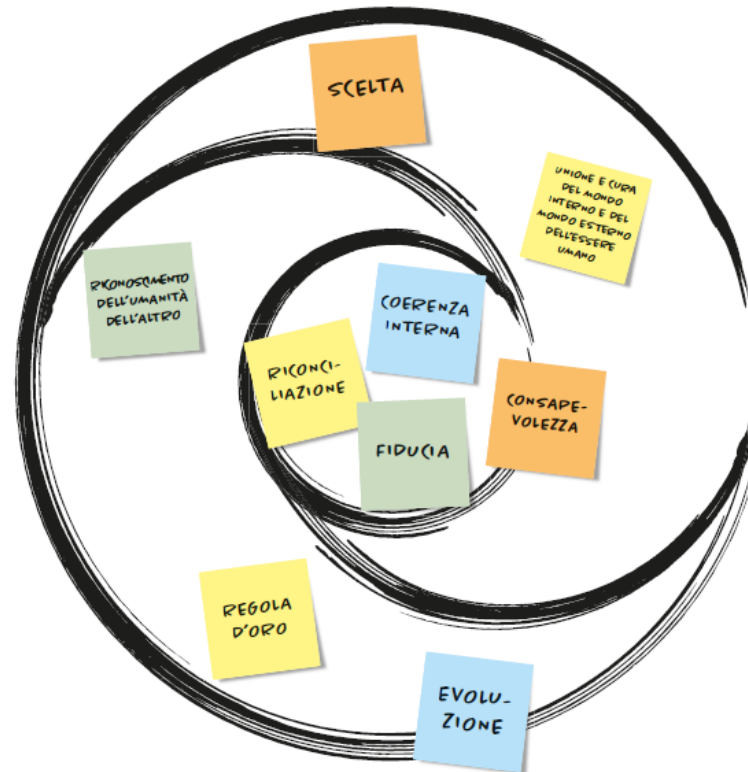 SCELTA
UNIONE E CURA
DEL MONDO
INTERNO E DEL
MONDO ESTERNO
DELL'ESSERE
UMANO
RICONOSCIMENTO
DELL'UMANITÀ
DELL'ALTRO
COERENZA
INTERNA
RICONCI-
LIAZIONE
CONSAPE-
VOLEZZA
FIDUCIA
REGOLA
D'ORO
EVOLU-
ZIONE